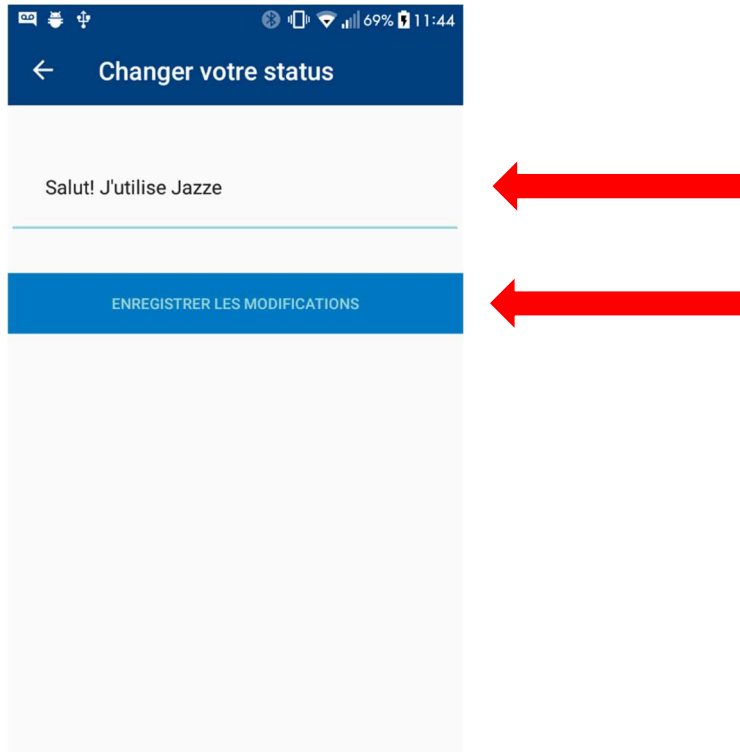 69% 11:44
Changer votre status
Salut! J'utilise Jazze
ENREGISTRER LES MODIFICATIONS